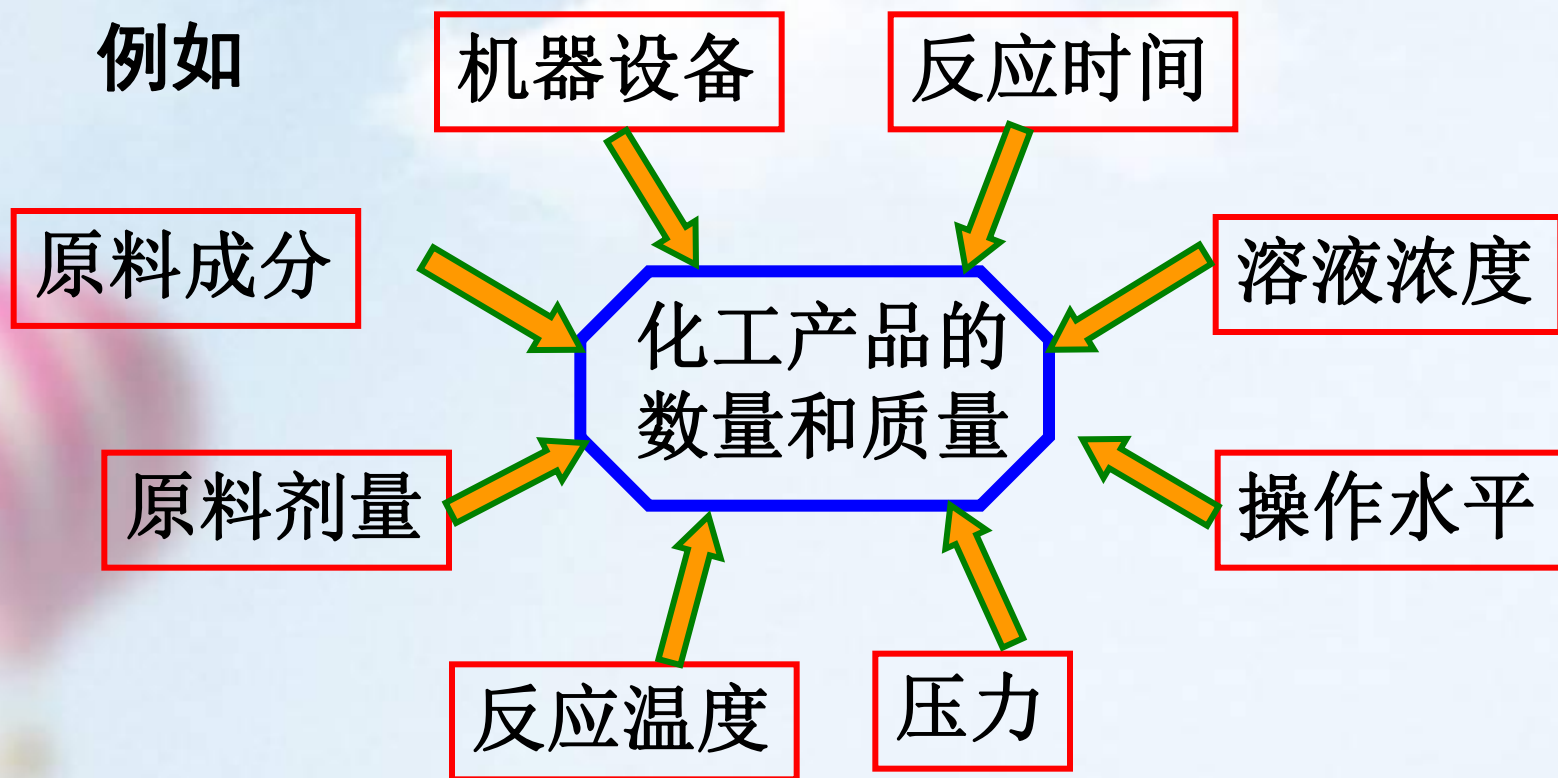 例如
机器设备
反应时间
原料成分
溶液浓度
化工产品的
数量和质量
原料剂量
操作水平
反应温度
压力